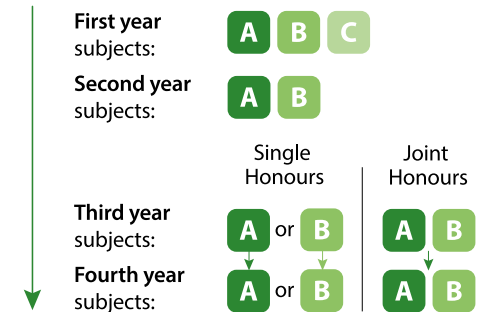 First year
subjects: A B C
Second year
subjects: A B
Single Honours
Joint Honours
Third year
subjects: A or B A B
Fourth year
subjects: A or B A B